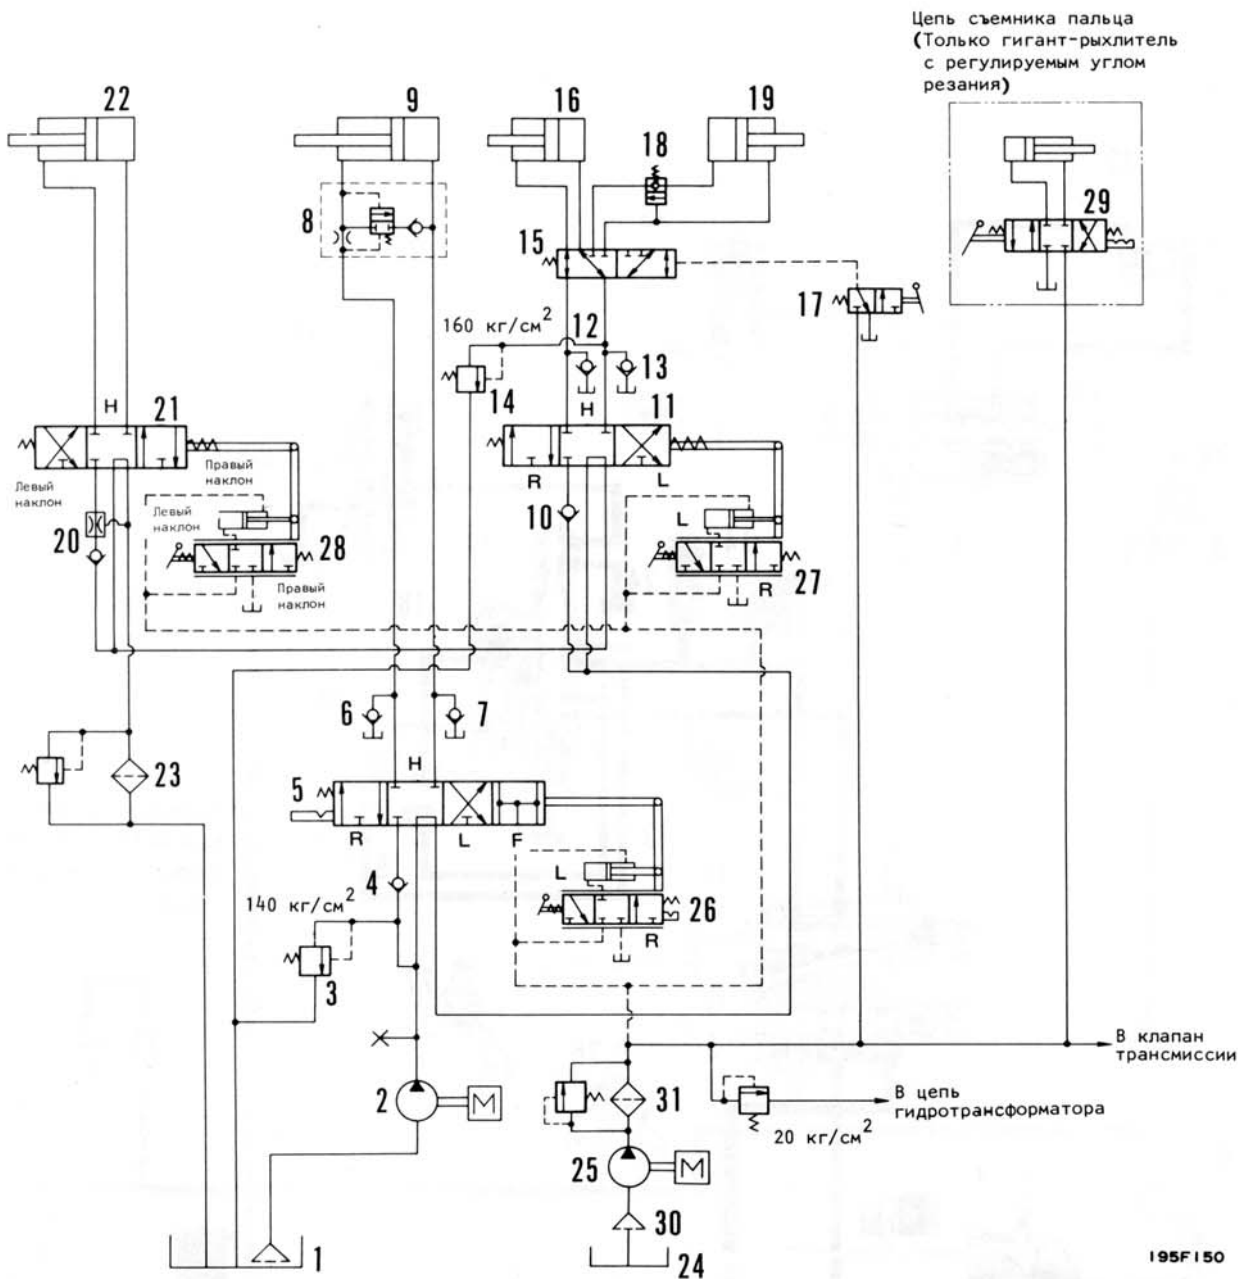 Цепь съемника пальца
(Только гигант-рыхлитель
с регулируемым углом
резания)
22
9
16
19
18
29
8
15
17
160 кг/см²
12
13
14
H
11
H
21
R
L
Левый
наклон
Правый
наклон
10
20
Левый
наклон
28
Правый
наклон
L
27
R
6
7
H
23
5
R
L
F
4
L
26
R
140 кг/см²
3
В клапан
трансмиссии
2
M
31
В цепь
гидротрансформатора
20 кг/см²
25
M
30
1
24
195F150